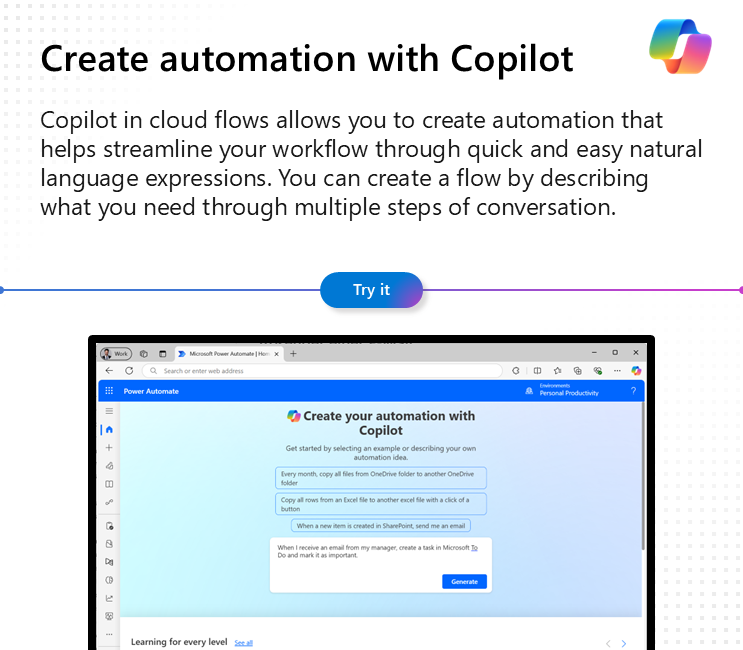 Create automation with Copilot
Copilot in cloud flows allows you to create automation that
helps streamline your workflow through quick and easy natural
language expressions. You can create a flow by describing
what you need through multiple steps of conversation.
Try it
Work
Microsoft Power Automate | Hom
Search or enter web address
Power Automate
Environments
Personal Productivity
?
Create your automation with
Copilot
Get started by selecting an example or describing your own
automation idea.
Every month, copy all files from OneDrive folder to another OneDrive
folder
Copy all rows from an Excel file to another excel file with a click of a
button
When a new item is created in SharePoint, send me an email
When I receive an email from my manager, create a task in Microsoft To
Do and mark it as important.
Generate
Learning for every level
See all